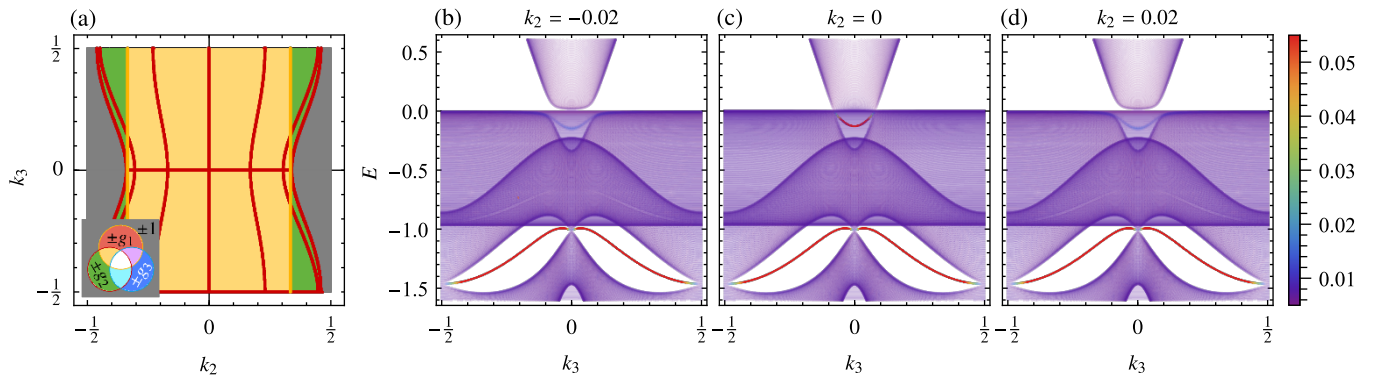 (a)
(b) k₂ = −0.02
(c) k₂ = 0
(d) k₂ = 0.02
1/2
0
−1/2
k₃
−1/2 0 1/2
k₂
±1
±g₁
±g₂
±g₃
0.5
0.0
−0.5
−1.0
−1.5
E
−1/2 0 1/2
k₃
−1/2 0 1/2
k₃
−1/2 0 1/2
k₃
0.05
0.04
0.03
0.02
0.01